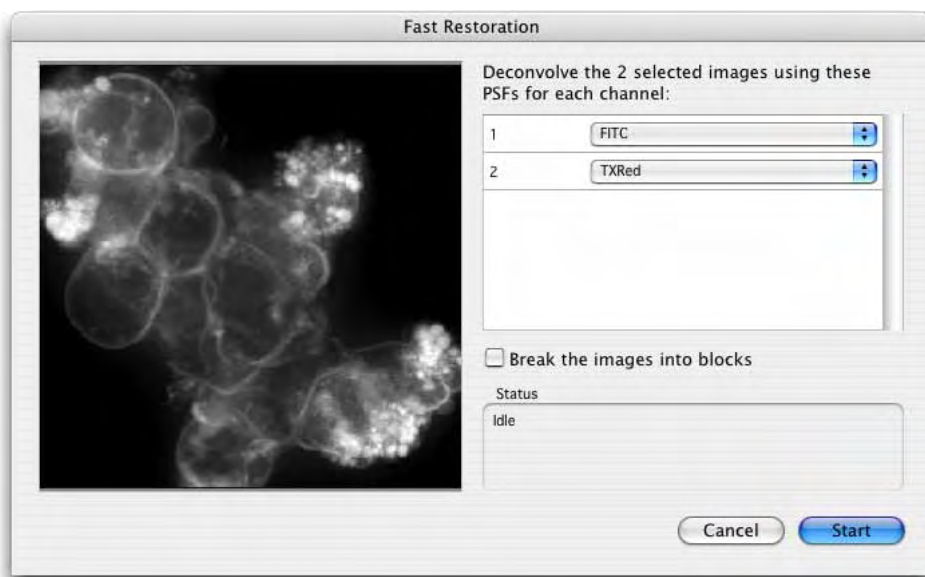 Fast Restoration
Deconvolve the 2 selected images using these
PSFs for each channel:
1 FITC
2 TXRed
Break the images into blocks
Status
Idle
Cancel Start